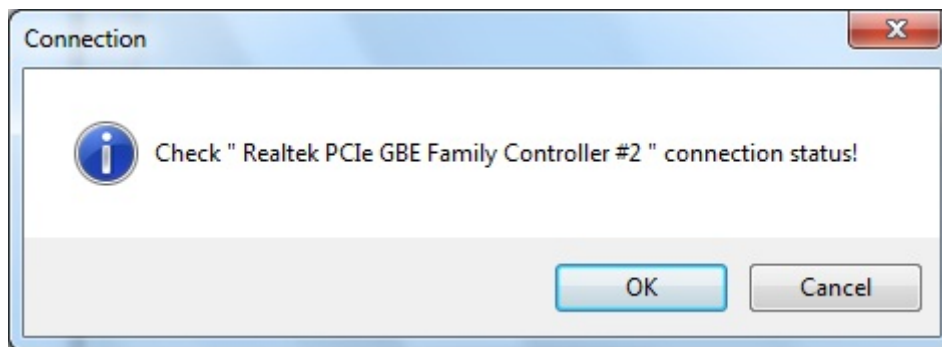 Connection
Check " Realtek PCIe GBE Family Controller #2 " connection status!
OK
Cancel